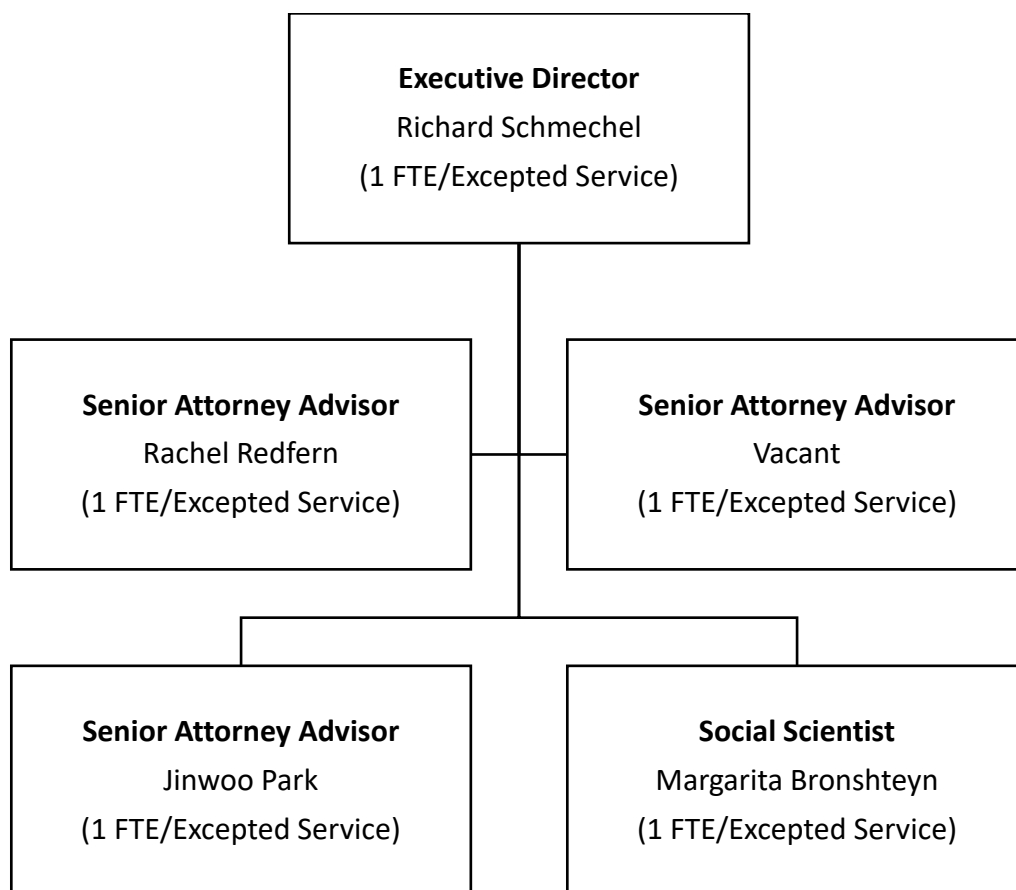 Executive Director
Richard Schmechel
(1 FTE/Excepted Service)
Senior Attorney Advisor
Rachel Redfern
(1 FTE/Excepted Service)
Senior Attorney Advisor
Vacant
(1 FTE/Excepted Service)
Senior Attorney Advisor
Jinwoo Park
(1 FTE/Excepted Service)
Social Scientist
Margarita Bronshteyn
(1 FTE/Excepted Service)